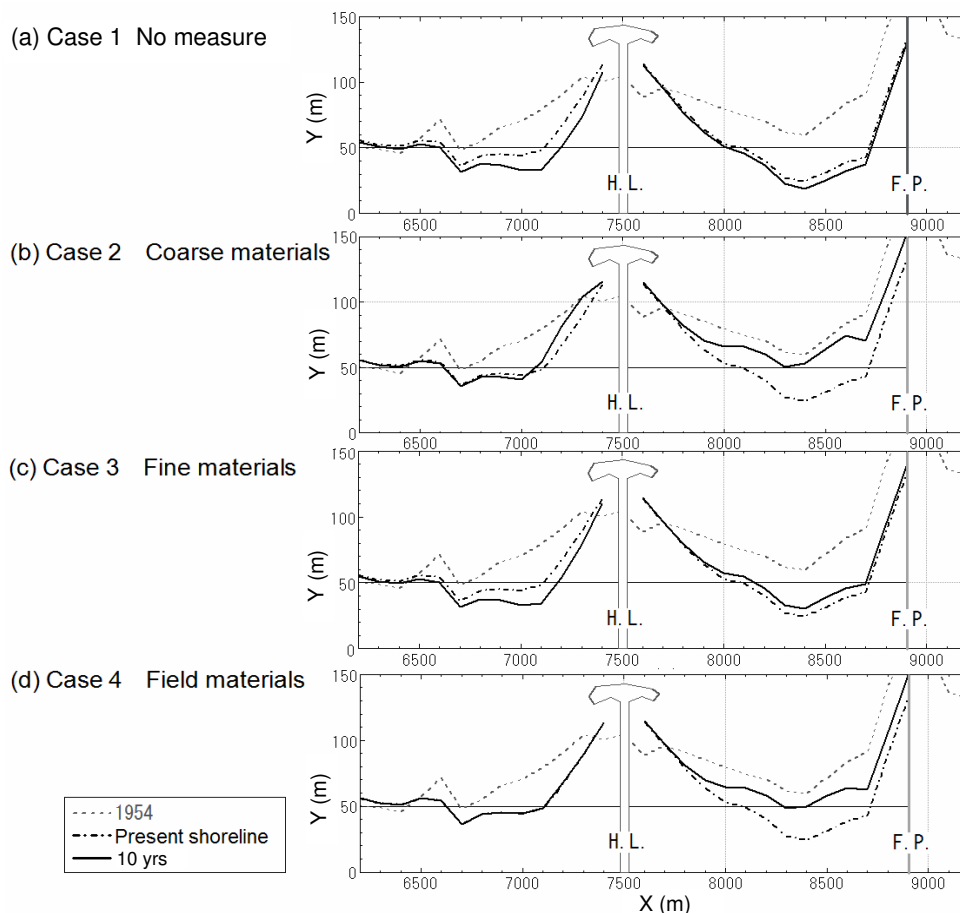 (a) Case 1 No measure
150
100
50
0
Y (m)
H. L.
F. P.
6500 7000 7500 8000 8500 9000
(b) Case 2 Coarse materials
150
100
50
0
Y (m)
H. L.
F. P.
6500 7000 7500 8000 8500 9000
(c) Case 3 Fine materials
150
100
50
0
Y (m)
H. L.
F. P.
6500 7000 7500 8000 8500 9000
(d) Case 4 Field materials
150
100
50
0
Y (m)
H. L.
F. P.
6500 7000 7500 8000 8500 9000
X (m)
1954
Present shoreline
10 yrs